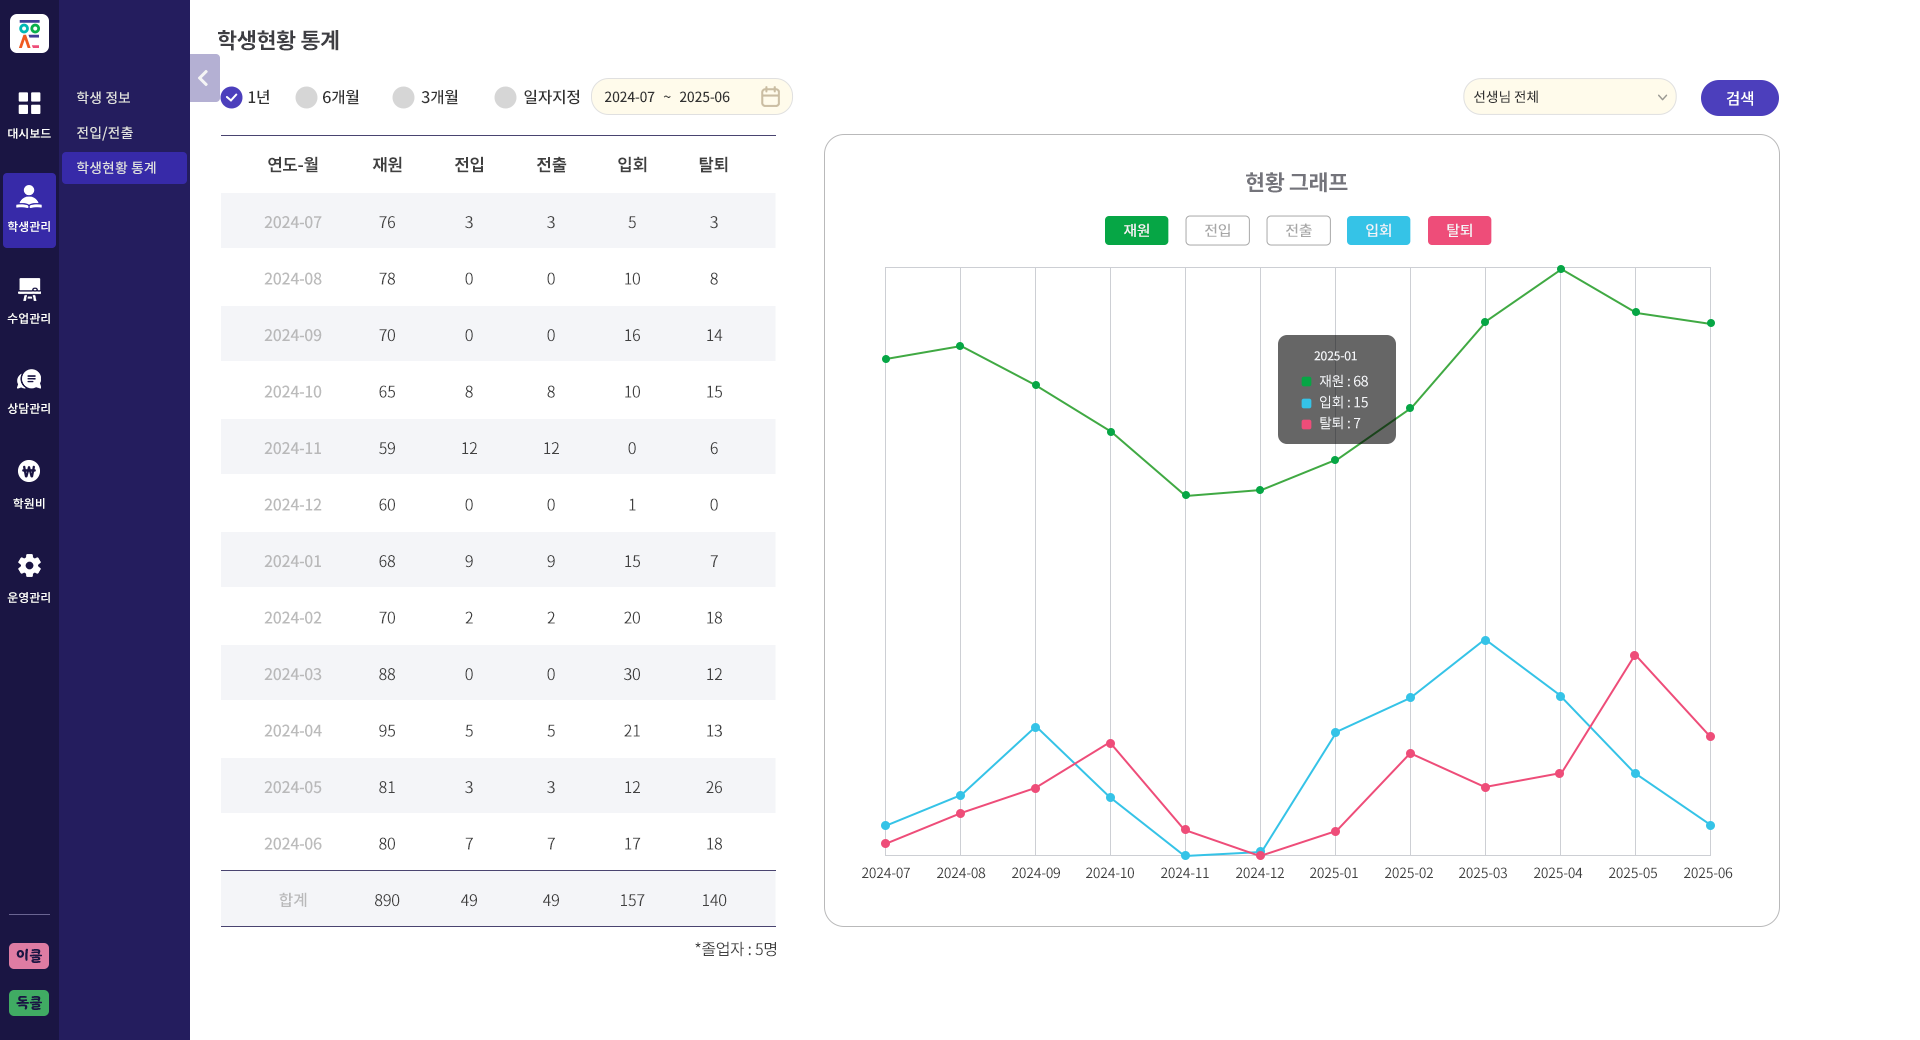 학생현황 통계
대시보드
학생관리
수업관리
상담관리
학원비
운영관리
이클
독클
학생 정보
전입/전출
학생현황 통계
1년 6개월 3개월 일자지정 2024-07 ~ 2025-06 선생님 전체 검색
연도-월 재원 전입 전출 입회 탈퇴
2024-07 76 3 3 5 3
2024-08 78 0 0 10 8
2024-09 70 0 0 16 14
2024-10 65 8 8 10 15
2024-11 59 12 12 0 6
2024-12 60 0 0 1 0
2024-01 68 9 9 15 7
2024-02 70 2 2 20 18
2024-03 88 0 0 30 12
2024-04 95 5 5 21 13
2024-05 81 3 3 12 26
2024-06 80 7 7 17 18
합계 890 49 49 157 140
*졸업자 : 5명
현황 그래프
재원 전입 전출 입회 탈퇴
2025-01
재원 : 68
입회 : 15
탈퇴 : 7
2024-07 2024-08 2024-09 2024-10 2024-11 2024-12 2025-01 2025-02 2025-03 2025-04 2025-05 2025-06